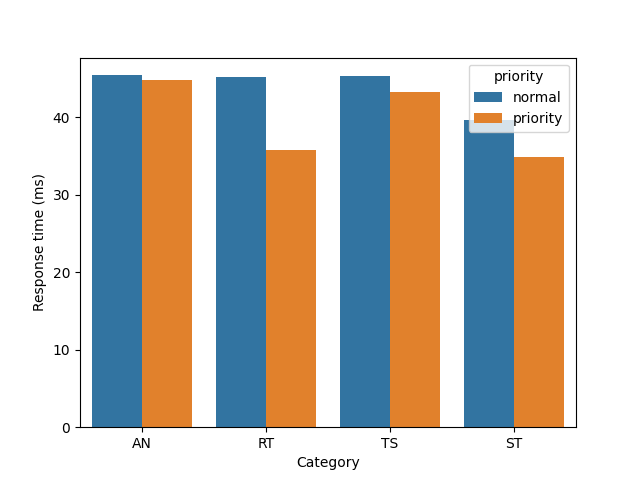 priority
normal
priority
40
30
20
10
0
Response time (ms)
AN RT TS ST
Category